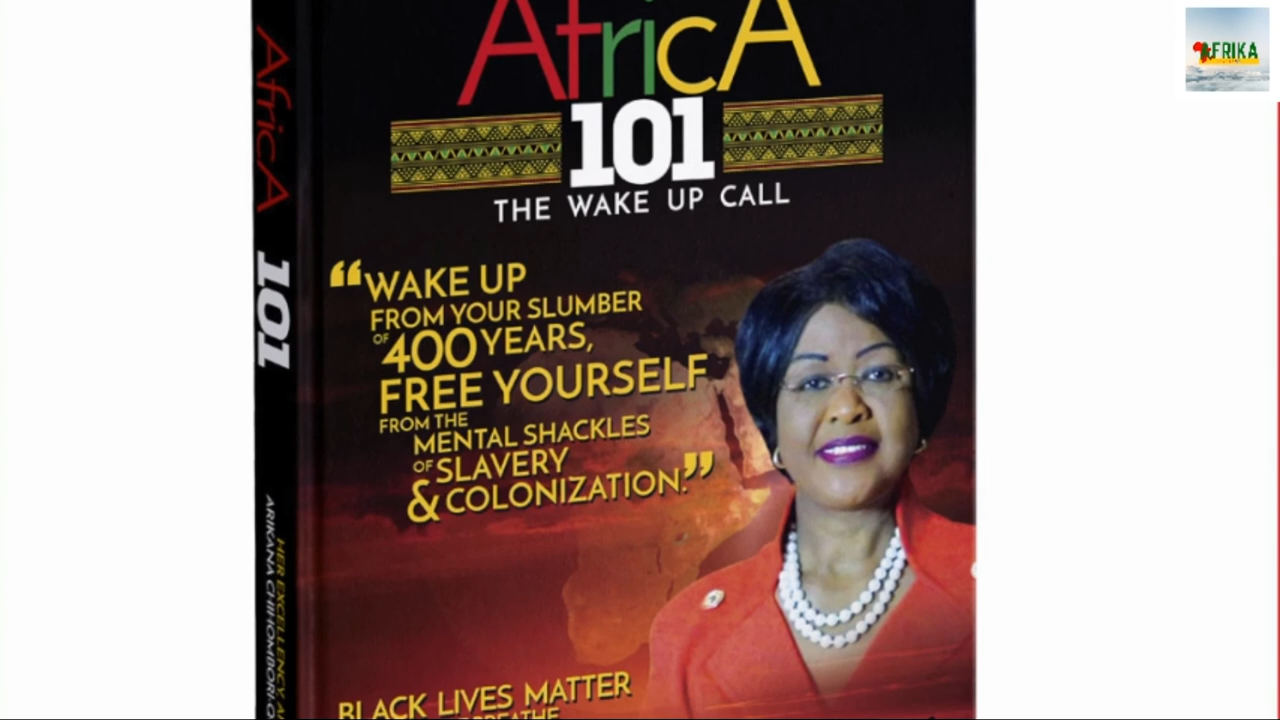 AfricA
101
THE WAKE UP CALL
“WAKE UP
FROM YOUR SLUMBER
OF 400 YEARS,
FREE YOURSELF
FROM THE
MENTAL SHACKLES
OF SLAVERY
& COLONIZATION.”
BLACK LIVES MATTER
AfricA 101
HER EXCELLENCY
ARIKANA CHIHOMBORI-
AFRIKA